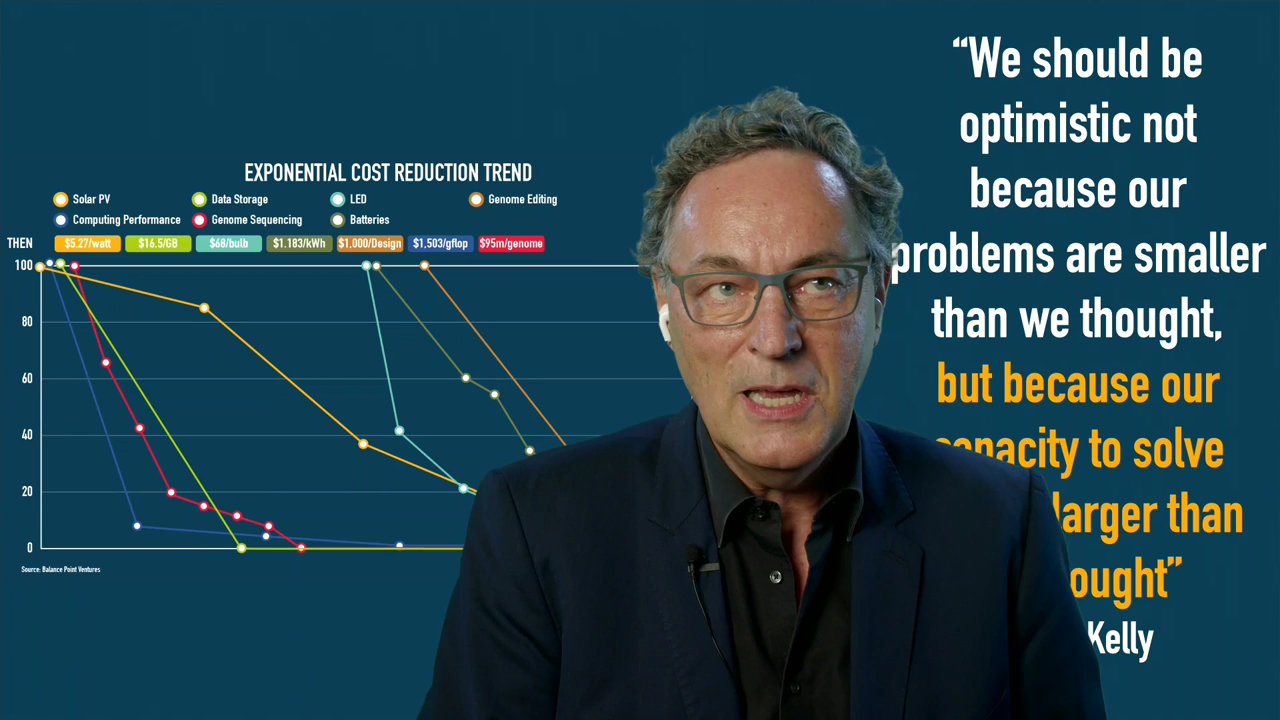 EXPONENTIAL COST REDUCTION TREND
Solar PV
Data Storage
LED
Genome Editing
Computing Performance
Genome Sequencing
Batteries
THEN
$5.27/watt
$16.5/GB
$68/bulb
$1.183/kWh
$1,000/Design
$1,503/gflop
$95m/genome
100
80
60
40
20
0
Source: Balance Point Ventures
“We should be
optimistic not
because our
problems are smaller
than we thought,
but because our
capacity to solve
larger than
ought”
Kelly